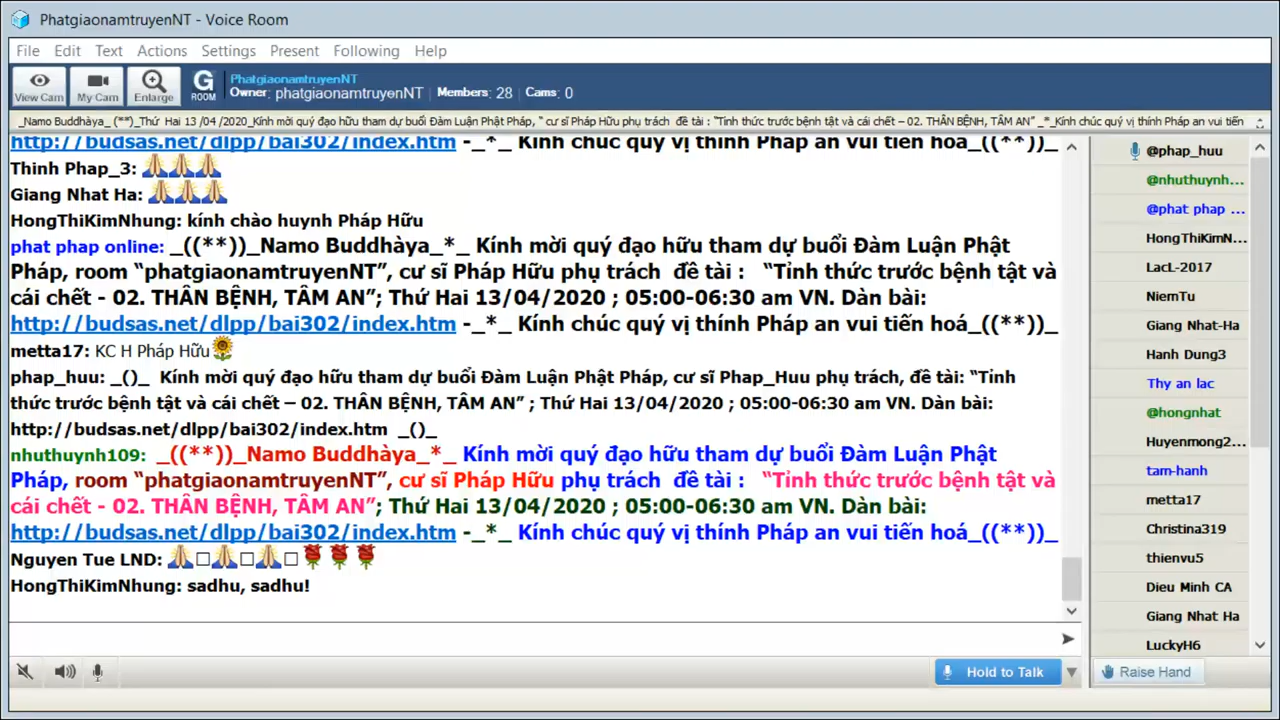 PhatgiaonamtruyenNT - Voice Room
File Edit Text Actions Settings Present Following Help
View Cam My Cam Enlarge G ROOM
PhatgiaonamtruyenNT
Owner: phatgiaonamtruyenNT Members: 28 Cams: 0
_Namo Buddhàya_ (**)_Thứ Hai 13 /04 /2020_Kính mời quý đạo hữu tham dự buổi Đàm Luận Phật Pháp, “ cư sĩ Pháp Hữu phụ trách đề tài : "Tỉnh thức trước bệnh tật và cái chết – 02. THÂN BỆNH, TÂM AN” _*_Kính chúc quý vị thính Pháp an vui tiến
http://budsas.net/dlpp/bai302/index.htm -_*_ Kính chúc quý vị thính Pháp an vui tiến hoá_((**))_
Thinh Phap_3:
Giang Nhat Ha:
HongThiKimNhung: kính chào huynh Pháp Hữu
phat phap online: _((**))_Namo Buddhàya_*_ Kính mời quý đạo hữu tham dự buổi Đàm Luận Phật
Pháp, room “phatgiaonamtruyenNT”, cư sĩ Pháp Hữu phụ trách đề tài : “Tỉnh thức trước bệnh tật và
cái chết - 02. THÂN BỆNH, TÂM AN”; Thứ Hai 13/04/2020 ; 05:00-06:30 am VN. Dàn bài:
http://budsas.net/dlpp/bai302/index.htm -_*_ Kính chúc quý vị thính Pháp an vui tiến hoá_((**))_
metta17: KC H Pháp Hữu
phap_huu: _()_ Kính mời quý đạo hữu tham dự buổi Đàm Luận Phật Pháp, cư sĩ Phap_Huu phụ trách, đề tài: “Tỉnh
thức trước bệnh tật và cái chết – 02. THÂN BỆNH, TÂM AN” ; Thứ Hai 13/04/2020 ; 05:00-06:30 am VN. Dàn bài:
http://budsas.net/dlpp/bai302/index.htm _()_
nhuthuynh109: _((**))_Namo Buddhàya_*_ Kính mời quý đạo hữu tham dự buổi Đàm Luận Phật
Pháp, room “phatgiaonamtruyenNT”, cư sĩ Pháp Hữu phụ trách đề tài : “Tỉnh thức trước bệnh tật và
cái chết - 02. THÂN BỆNH, TÂM AN”; Thứ Hai 13/04/2020 ; 05:00-06:30 am VN. Dàn bài:
http://budsas.net/dlpp/bai302/index.htm -_*_ Kính chúc quý vị thính Pháp an vui tiến hoá_((**))_
Nguyen Tue LND:
HongThiKimNhung: sadhu, sadhu!
@phap_huu
@nhuthuynh...
@phat phap ...
HongThiKimN...
LacL-2017
NiemTu
Giang Nhat-Ha
Hanh Dung3
Thy an lac
@hongnhat
Huyenmong2...
tam-hanh
metta17
Christina319
thienvu5
Dieu Minh CA
Giang Nhat Ha
LuckyH6
Hold to Talk
Raise Hand